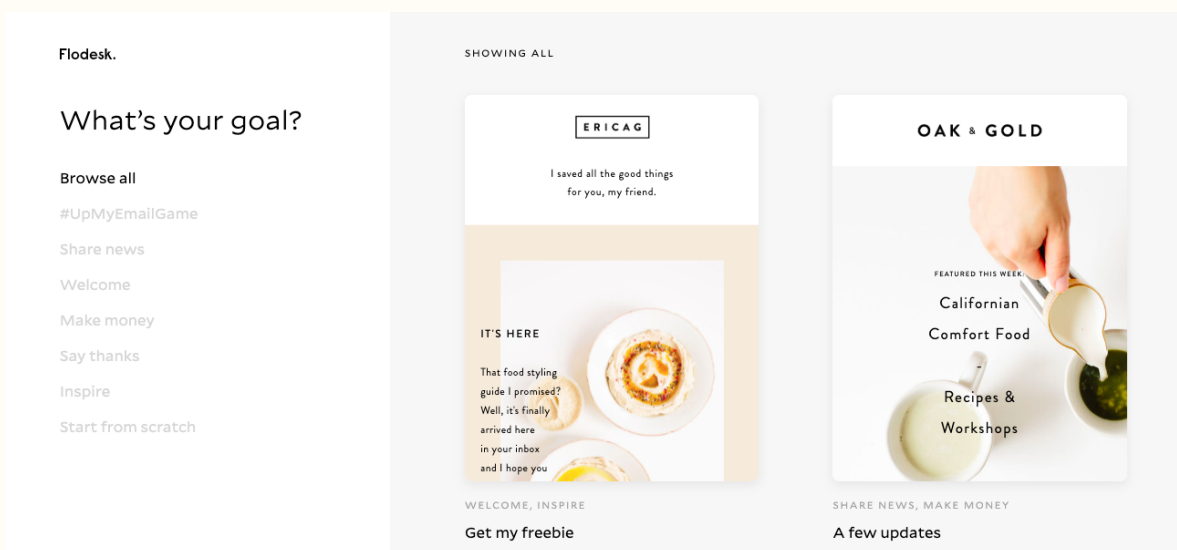 Flodesk.
What's your goal?
Browse all
#UpMyEmailGame
Share news
Welcome
Make money
Say thanks
Inspire
Start from scratch
SHOWING ALL
ERICAG
I saved all the good things
for you, my friend.
IT'S HERE
That food styling
guide I promised?
Well, it's finally
arrived here
in your inbox
and I hope you
WELCOME, INSPIRE
Get my freebie
OAK & GOLD
FEATURED THIS WEEK:
Californian
Comfort Food
Recipes &
Workshops
SHARE NEWS, MAKE MONEY
A few updates